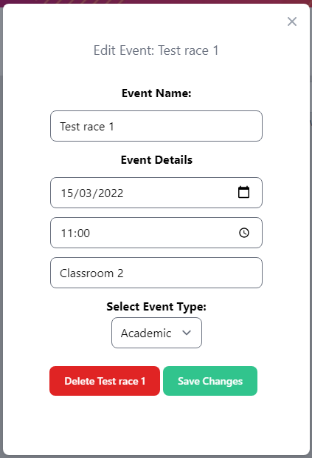 Edit Event: Test race 1
Event Name:
Test race 1
Event Details
15/03/2022
11:00
Classroom 2
Select Event Type:
Academic
Delete Test race 1 Save Changes